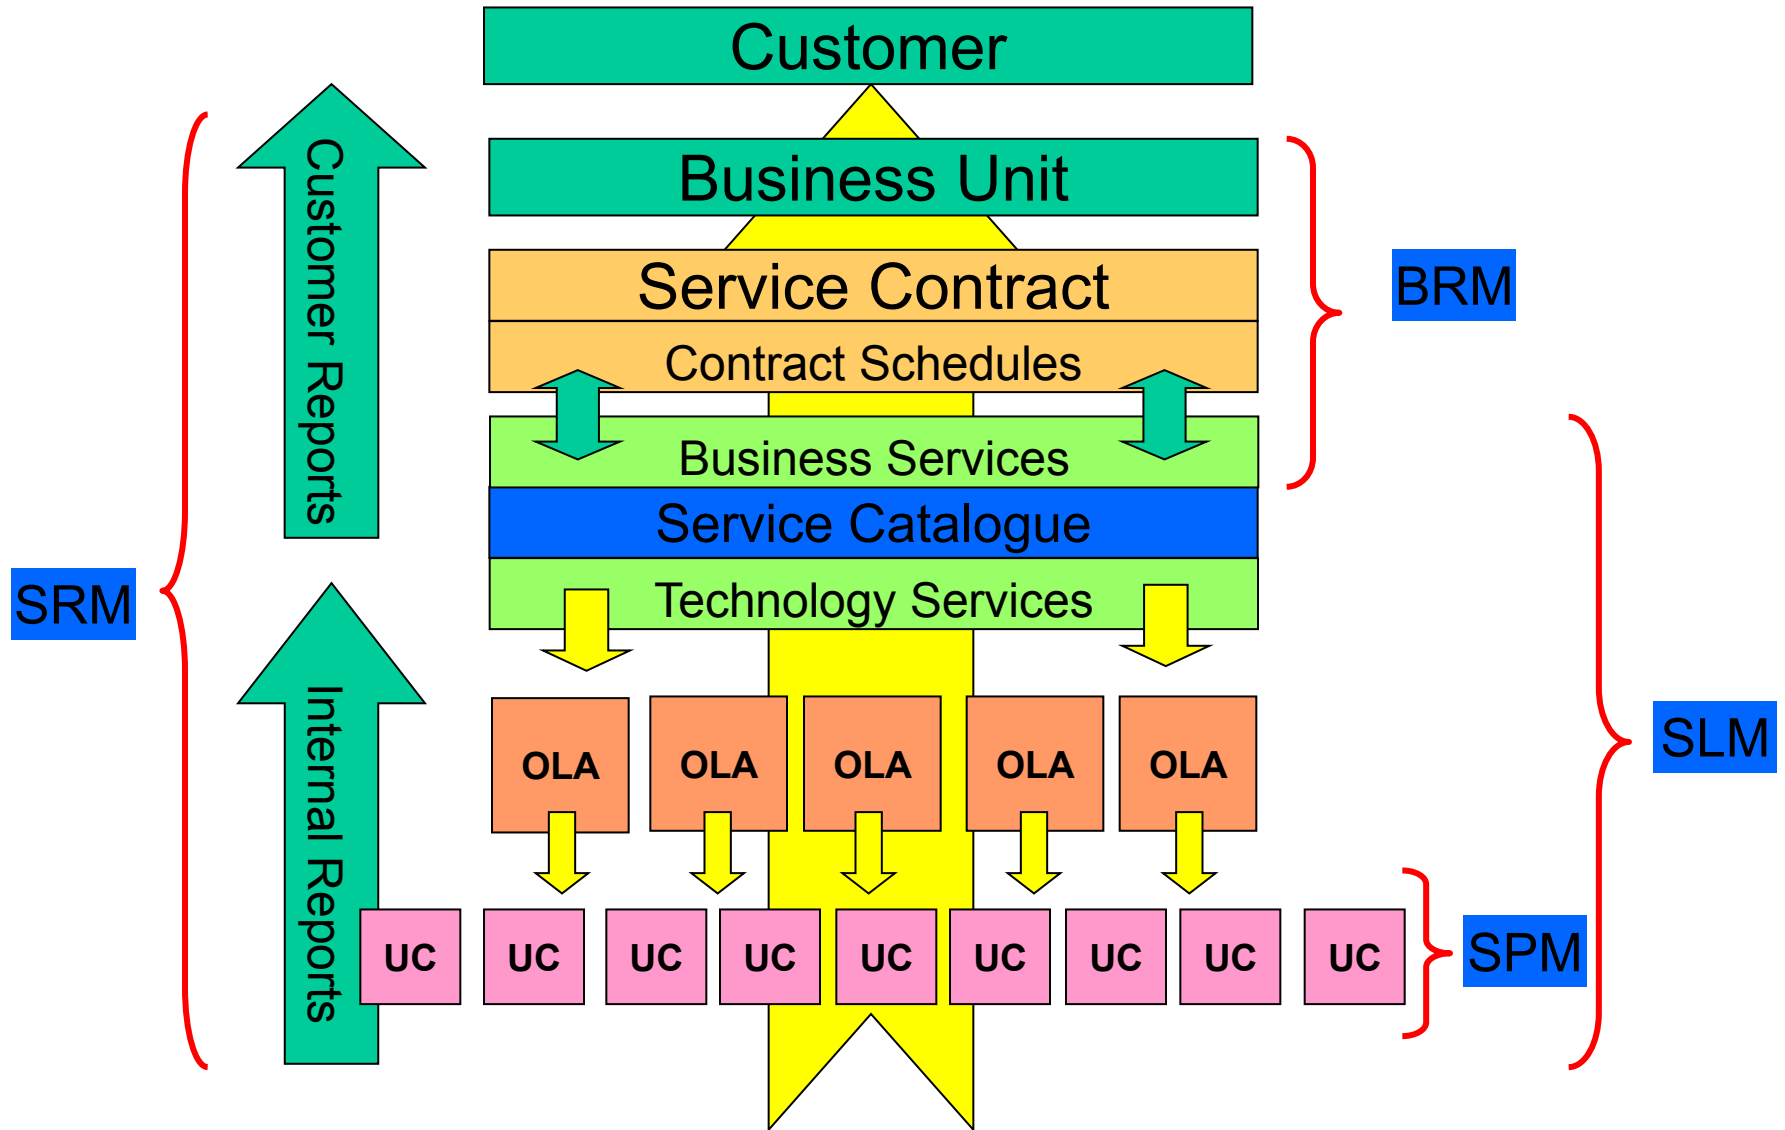 Customer
Customer Reports
Business Unit
Service Contract
BRM
Contract Schedules
Business Services
Service Catalogue
SRM
Technology Services
Internal Reports
SLM
OLA
OLA
OLA
OLA
OLA
UC
UC
UC
UC
UC
UC
UC
UC
UC
SPM